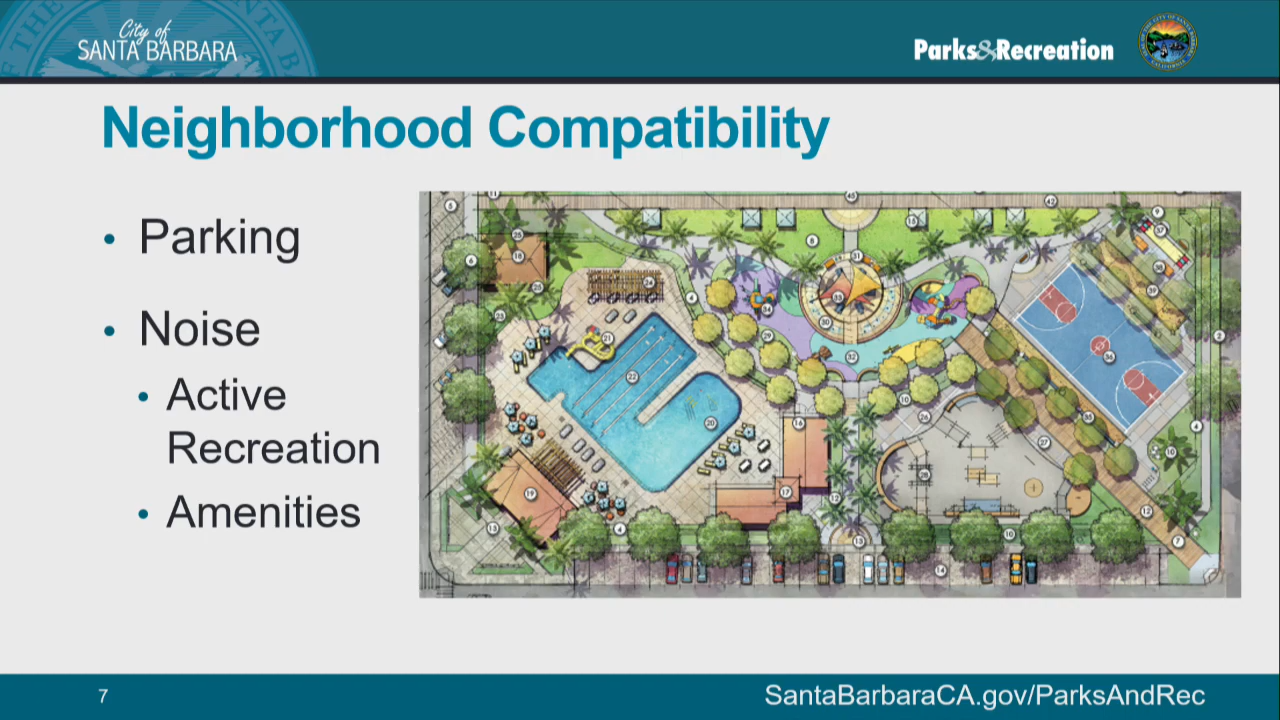 City of
SANTA BARBARA
Parks&Recreation
Neighborhood Compatibility
• Parking
• Noise
• Active
Recreation
• Amenities
7
SantaBarbaraCA.gov/ParksAndRec